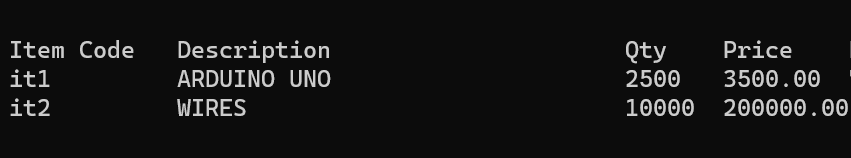 Item Code Description Qty Price
it1 ARDUINO UNO 2500 3500.00
it2 WIRES 10000 200000.00